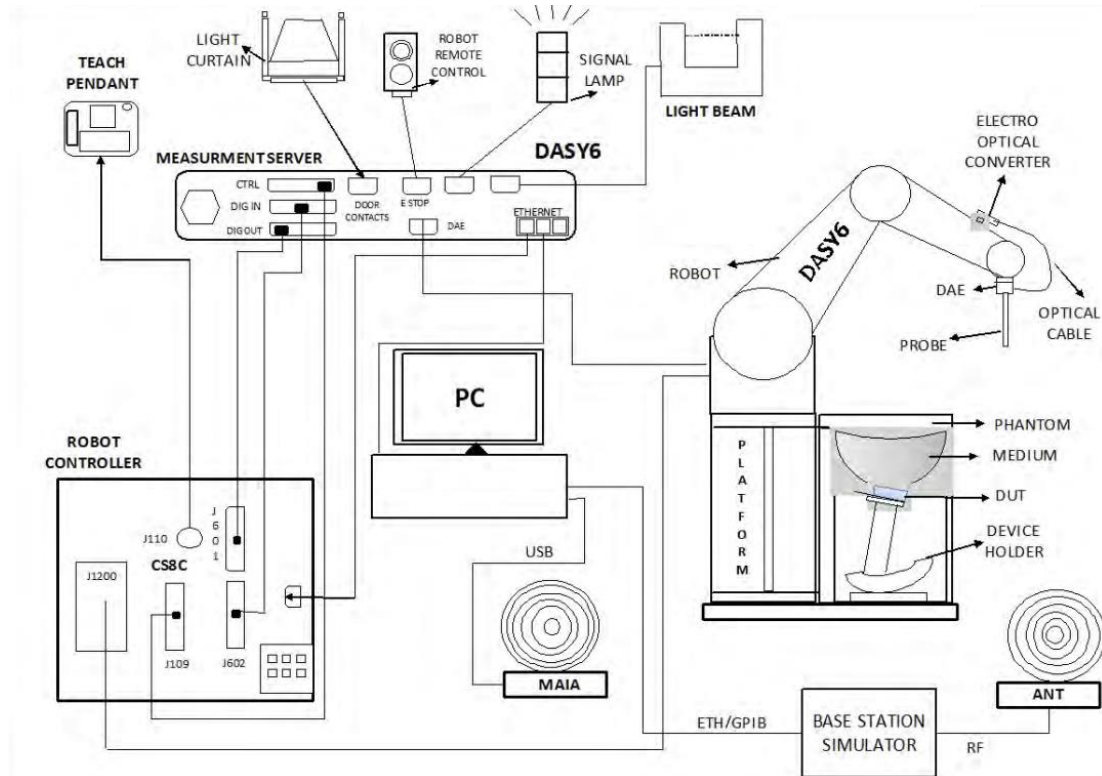 LIGHT
CURTAIN
ROBOT
REMOTE
CONTROL
SIGNAL
LAMP
LIGHT BEAM
TEACH
PENDANT
MEASURMENT SERVER
DASY6
CTRL
DIG IN
DIG OUT
DOOR
CONTACTS
E STOP
DAE
ETHERNET
ELECTRO
OPTICAL
CONVERTER
ROBOT
DASY6
DAE
OPTICAL
CABLE
PROBE
PC
ROBOT
CONTROLLER
J110
J601
CS8C
J1200
J109
J602
USB
MAIA
PLATFORM
PHANTOM
MEDIUM
DUT
DEVICE
HOLDER
ETH/GPIB
BASE STATION
SIMULATOR
RF
ANT